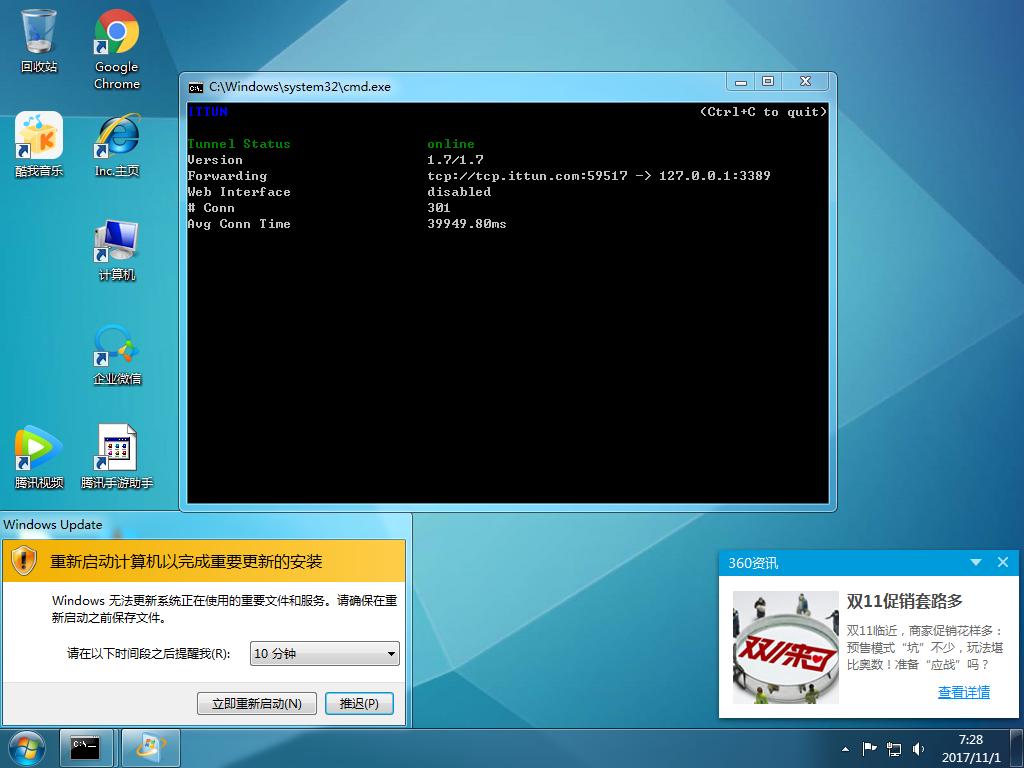 回收站
Google
Chrome
酷我音乐
Inc.主页
计算机
企业微信
腾讯视频
腾讯手游助手
C:\Windows\system32\cmd.exe
ITTUN (Ctrl+C to quit)
Tunnel Status online
Version 1.7/1.7
Forwarding tcp://tcp.ittun.com:59517 -> 127.0.0.1:3389
Web Interface disabled
# Conn 301
Avg Conn Time 39949.80ms
Windows Update
重新启动计算机以完成重要更新的安装
Windows 无法更新系统正在使用的重要文件和服务。请确保在重
新启动之前保存文件。
请在以下时间段之后提醒我(R): 10 分钟
立即重新启动(N) 推迟(P)
360资讯
双11来了
双11促销套路多
双11临近，商家促销花样多：
预售模式“坑”不少，玩法堪
比奥数！准备“应战”吗？
查看详情
7:28
2017/11/1